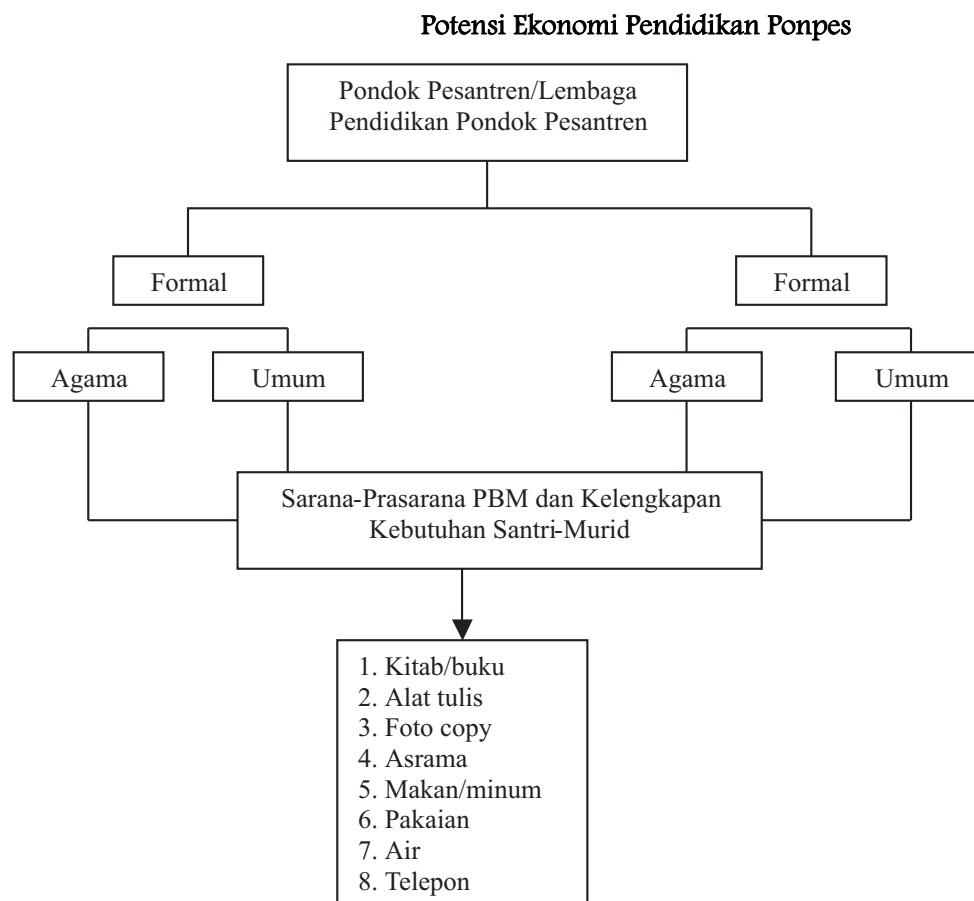 Potensi Ekonomi Pendidikan Ponpes
Pondok Pesantren/Lembaga
Pendidikan Pondok Pesantren
Formal
Formal
Agama
Umum
Agama
Umum
Sarana-Prasarana PBM dan Kelengkapan
Kebutuhan Santri-Murid
1. Kitab/buku
2. Alat tulis
3. Foto copy
4. Asrama
5. Makan/minum
6. Pakaian
7. Air
8. Telepon